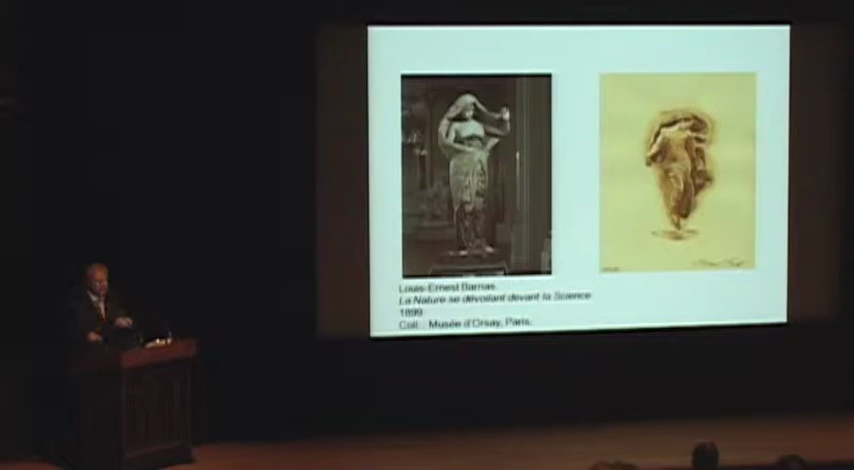 Louis-Ernest Barrias
La Nature se dévoilant devant la Science
1899
Coll. : Musée d'Orsay, Paris.